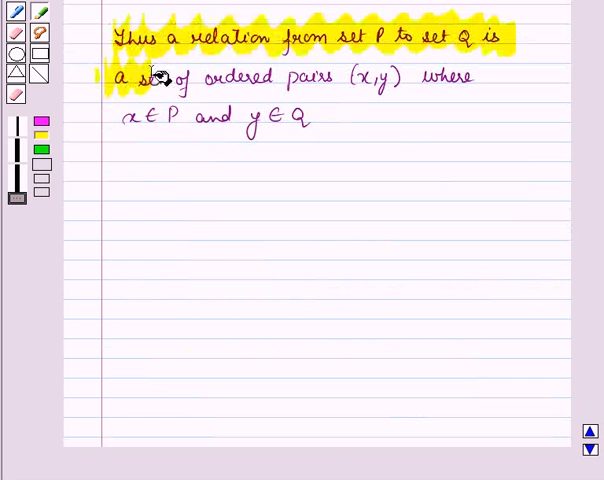 Thus a relation from set P to set Q is
a set of ordered pairs (x,y) where
x ∈ P and y ∈ Q